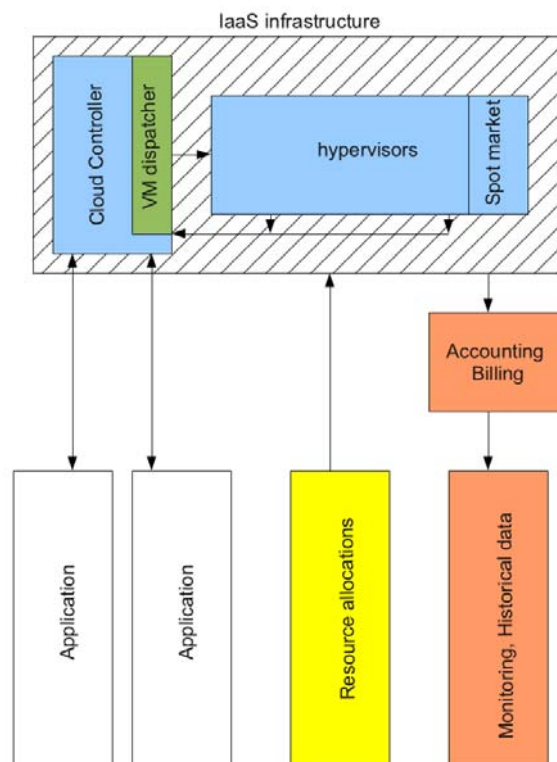 IaaS infrastructure
Cloud Controller
VM dispatcher
hypervisors
Spot market
Accounting
Billing
Application
Application
Resource allocations
Monitoring, Historical data